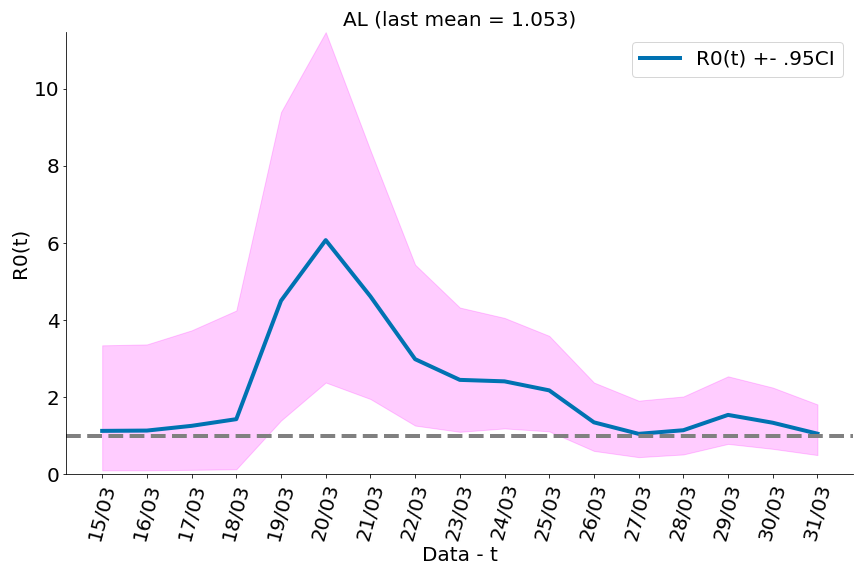 AL (last mean = 1.053)
R0(t) +- .95CI
R0(t)
10
8
6
4
2
0
15/03 16/03 17/03 18/03 19/03 20/03 21/03 22/03 23/03 24/03 25/03 26/03 27/03 28/03 29/03 30/03 31/03
Data - t